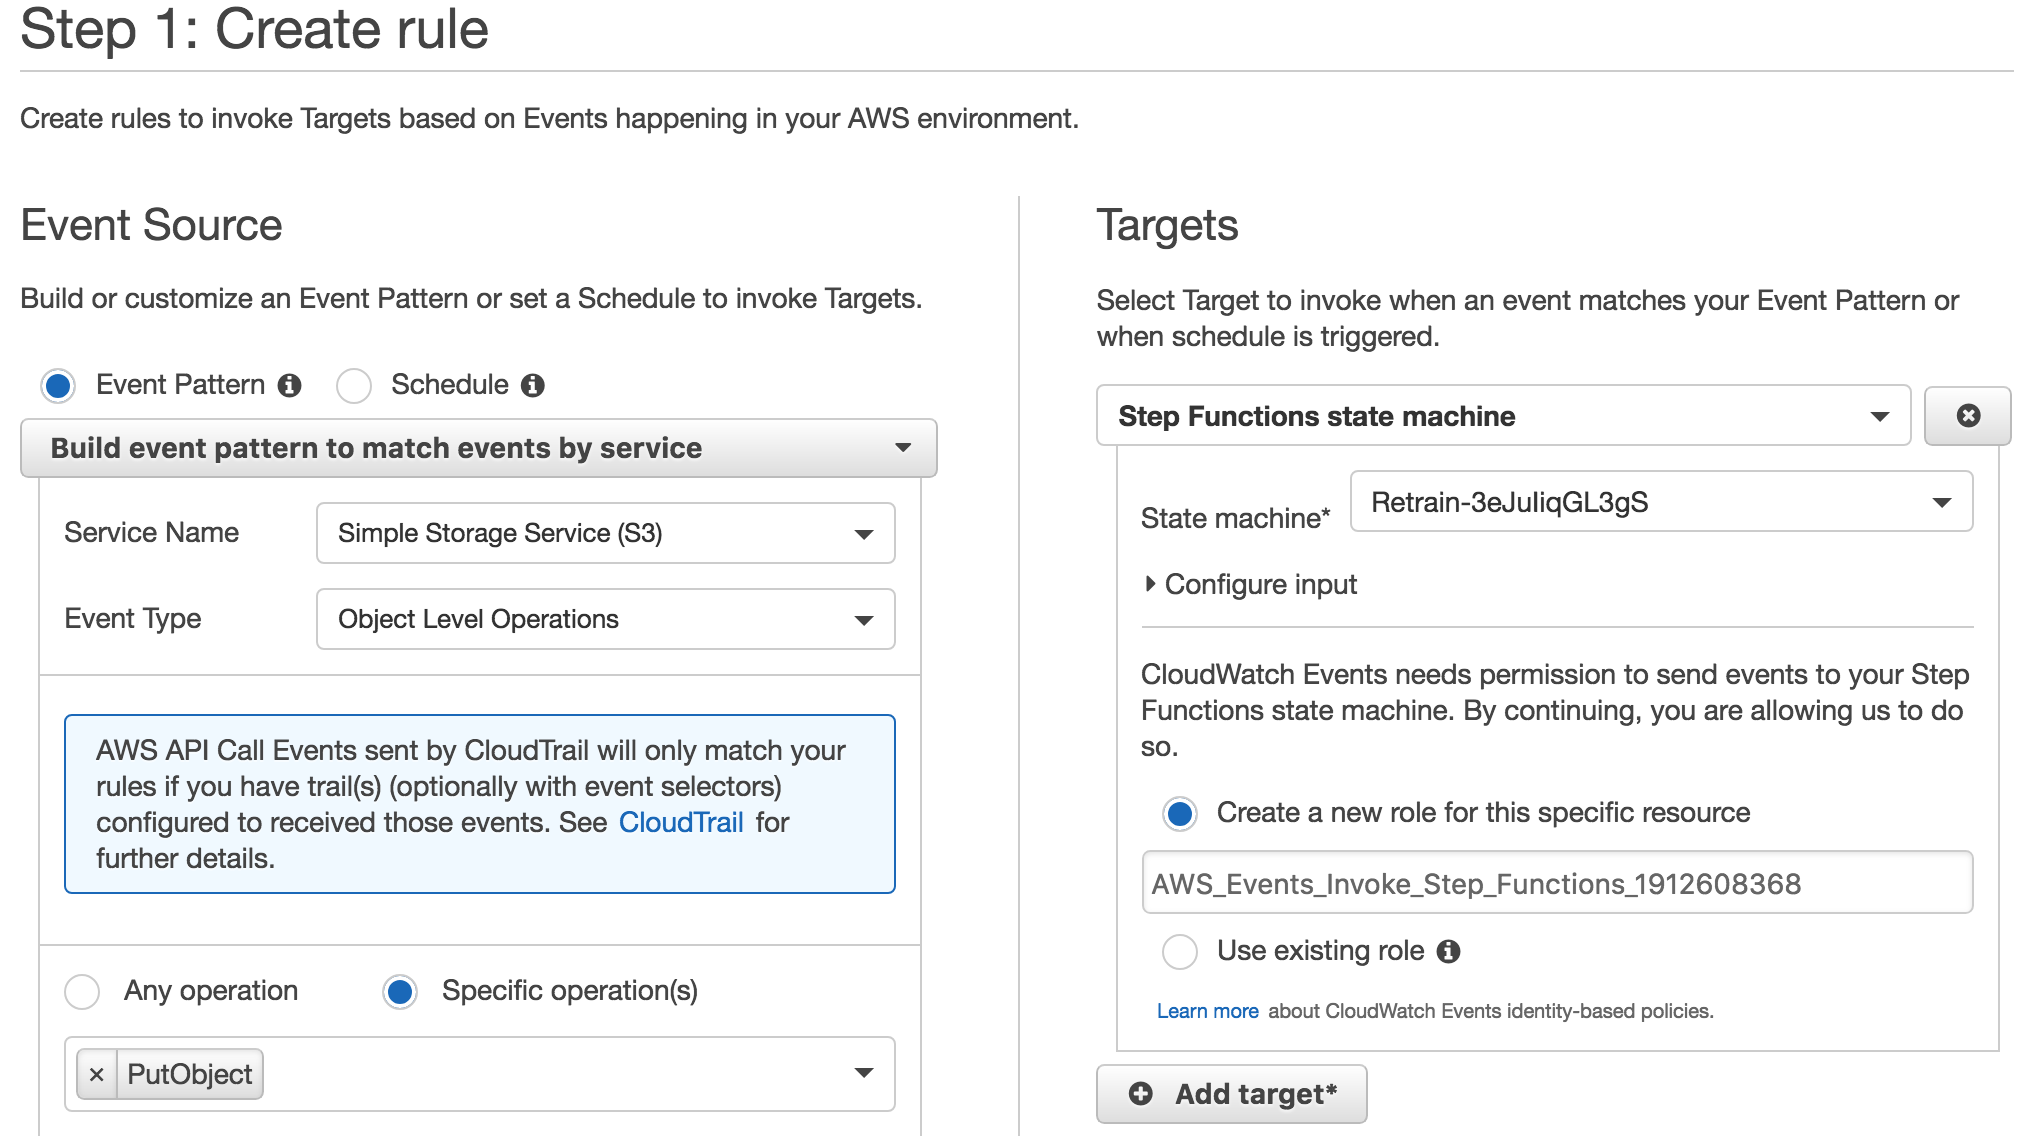 Step 1: Create rule
Create rules to invoke Targets based on Events happening in your AWS environment.
Event Source
Build or customize an Event Pattern or set a Schedule to invoke Targets.
Event Pattern
Schedule
Build event pattern to match events by service
Service Name
Simple Storage Service (S3)
Event Type
Object Level Operations
AWS API Call Events sent by CloudTrail will only match your
rules if you have trail(s) (optionally with event selectors)
configured to received those events. See CloudTrail for
further details.
Any operation
Specific operation(s)
× PutObject
Targets
Select Target to invoke when an event matches your Event Pattern or
when schedule is triggered.
Step Functions state machine
State machine*
Retrain-3eJuIiqGL3gS
Configure input
CloudWatch Events needs permission to send events to your Step
Functions state machine. By continuing, you are allowing us to do
so.
Create a new role for this specific resource
AWS_Events_Invoke_Step_Functions_1912608368
Use existing role
Learn more about CloudWatch Events identity-based policies.
Add target*